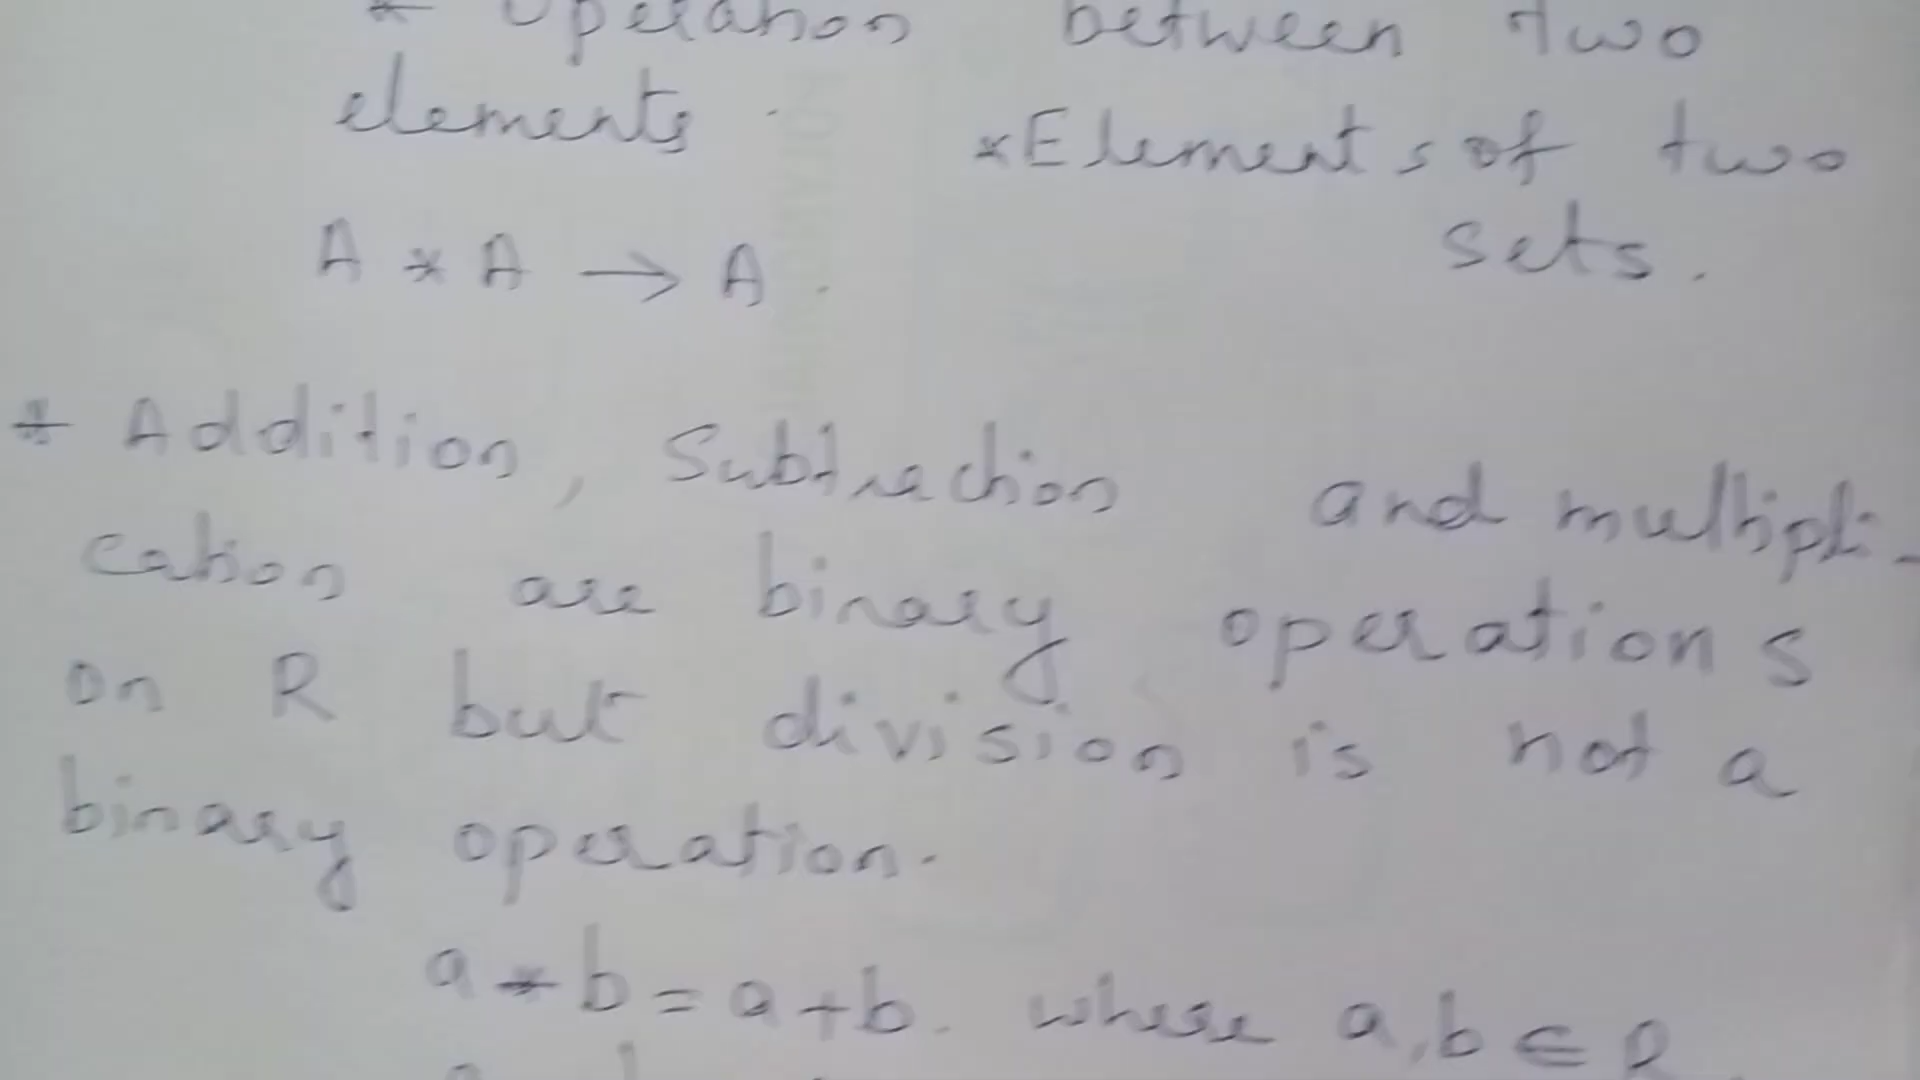 * Operation between two
elements.
*Elements of two
sets.
A * A → A.
* Addition, Subtraction and multipli-
cation are binary operations
on R but division is not a
binary operation.
a * b = a + b. where a, b ∈ R